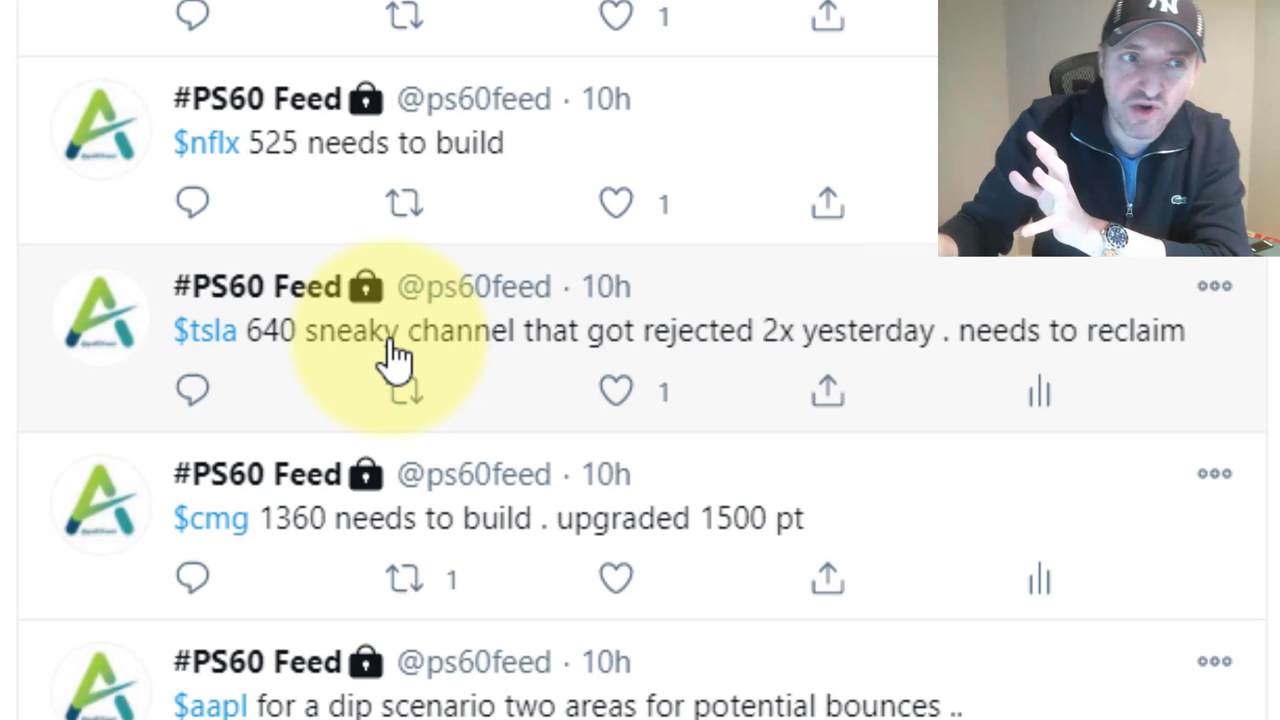 1
NY
#PS60 Feed🔒 @ps60feed · 10h
$nflx 525 needs to build
1
#PS60 Feed🔒 @ps60feed · 10h
$tsla 640 sneaky channel that got rejected 2x yesterday . needs to reclaim
1
#PS60 Feed🔒 @ps60feed · 10h
$cmg 1360 needs to build . upgraded 1500 pt
1
#PS60 Feed🔒 @ps60feed · 10h
$aapl for a dip scenario two areas for potential bounces ..